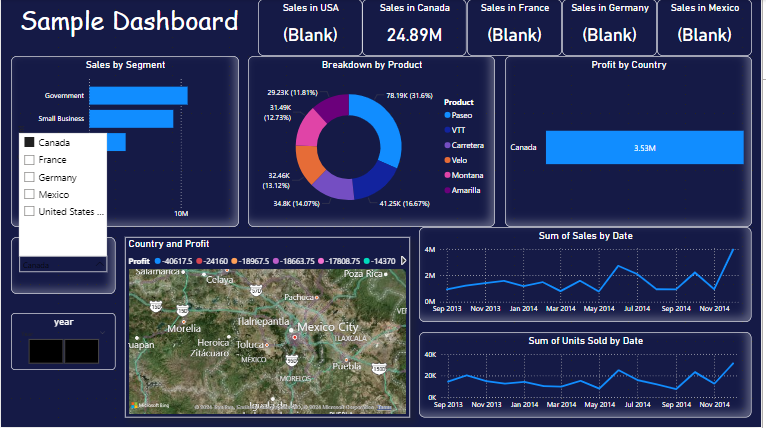 Sample Dashboard
Sales in USA
(Blank)
Sales in Canada
24.89M
Sales in France
(Blank)
Sales in Germany
(Blank)
Sales in Mexico
(Blank)
Sales by Segment
Government
Small Business
10M
Canada
France
Germany
Mexico
United States ...
Canada
year
Breakdown by Product
29.23K (11.81%)
78.19K (31.6%)
31.49K
(12.73%)
32.46K
(13.12%)
34.8K (14.07%)
41.25K (16.67%)
Product
Paseo
VTT
Carretera
Velo
Montana
Amarilla
Profit by Country
Canada
3.53M
Country and Profit
Profit -40617.5 -24160 -18967.5 -18663.75 -17808.75 -14370
Salamanca
Celaya
Poza Rica
Pachuca
Morelia
Tlalnepantla
Mexico City
Heroica
Zitácuaro
Toluca
TLAXCALA
VER
uapan
MÉXICO
Puebla
MORELOS
Iguala de
Microsoft Bing
Sum of Sales by Date
4M
2M
0M
Sep 2013 Nov 2013 Jan 2014 Mar 2014 May 2014 Jul 2014 Sep 2014 Nov 2014
Sum of Units Sold by Date
40K
20K
0K
Sep 2013 Nov 2013 Jan 2014 Mar 2014 May 2014 Jul 2014 Sep 2014 Nov 2014